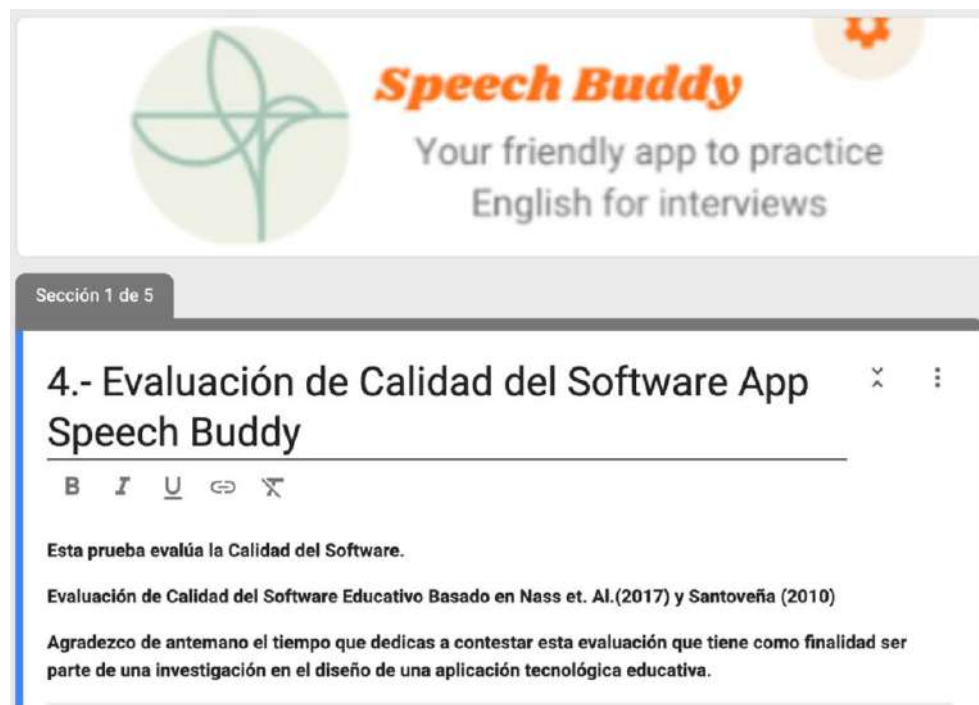 Speech Buddy
Your friendly app to practice
English for interviews
Sección 1 de 5
4.- Evaluación de Calidad del Software App
Speech Buddy
B I U
Esta prueba evalúa la Calidad del Software.
Evaluación de Calidad del Software Educativo Basado en Nass et. Al.(2017) y Santoveña (2010)
Agradezco de antemano el tiempo que dedicas a contestar esta evaluación que tiene como finalidad ser
parte de una investigación en el diseño de una aplicación tecnológica educativa.